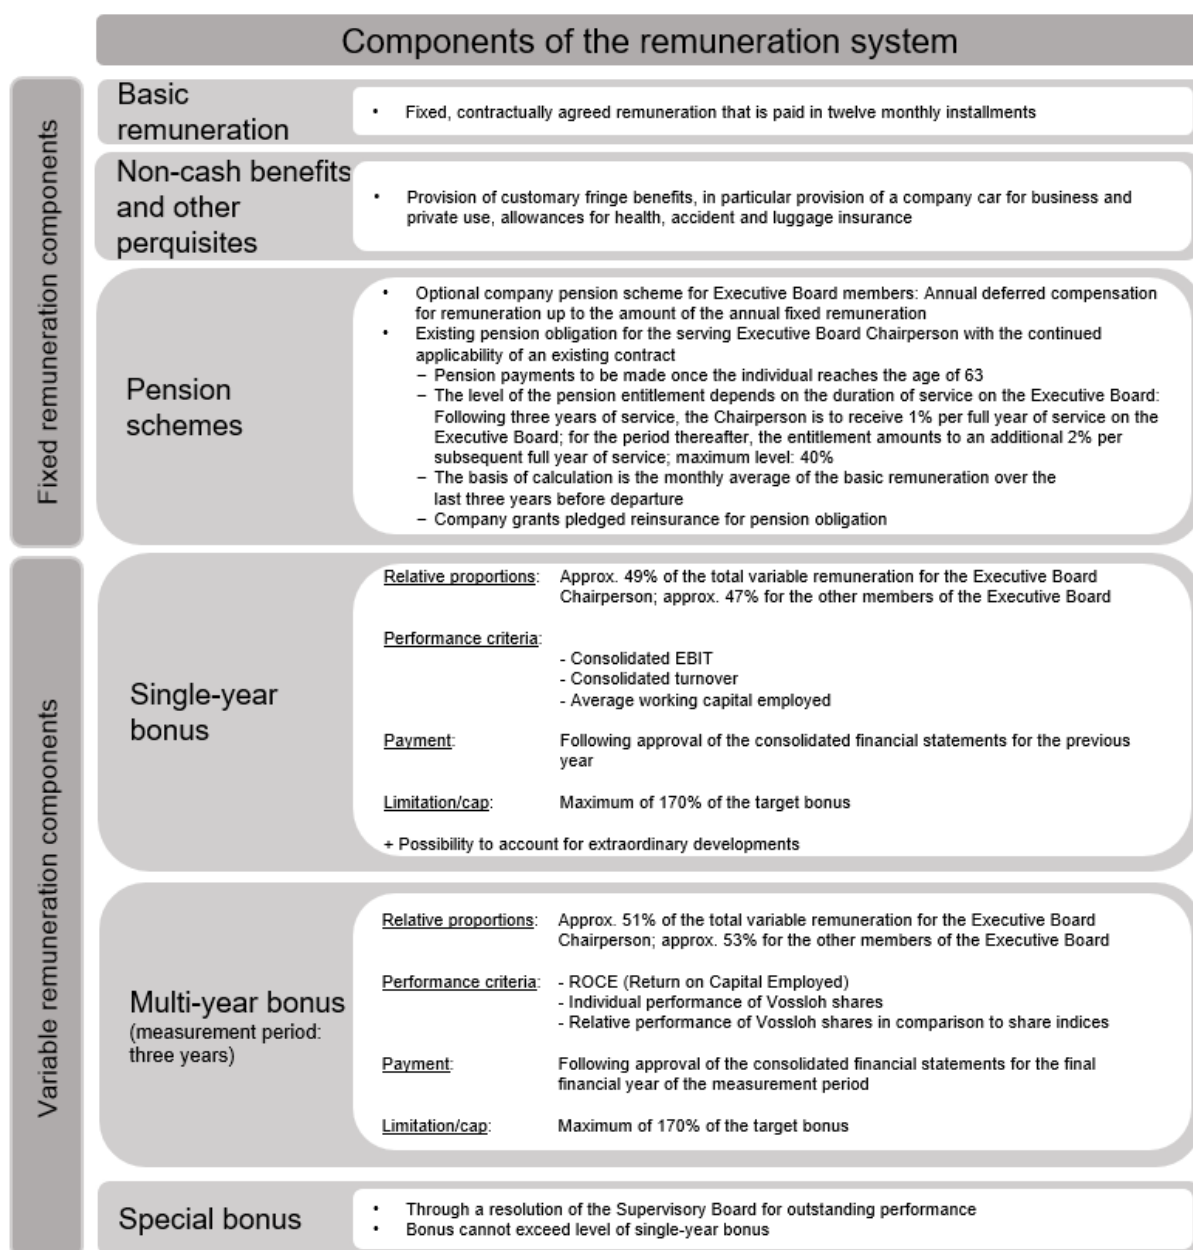 Components of the remuneration system
Fixed remuneration components
Basic
remuneration
• Fixed, contractually agreed remuneration that is paid in twelve monthly installments
Non-cash benefits
and other
perquisites
• Provision of customary fringe benefits, in particular provision of a company car for business and
private use, allowances for health, accident and luggage insurance
Pension
schemes
• Optional company pension scheme for Executive Board members: Annual deferred compensation
for remuneration up to the amount of the annual fixed remuneration
• Existing pension obligation for the serving Executive Board Chairperson with the continued
applicability of an existing contract
– Pension payments to be made once the individual reaches the age of 63
– The level of the pension entitlement depends on the duration of service on the Executive Board:
Following three years of service, the Chairperson is to receive 1% per full year of service on the
Executive Board; for the period thereafter, the entitlement amounts to an additional 2% per
subsequent full year of service; maximum level: 40%
– The basis of calculation is the monthly average of the basic remuneration over the
last three years before departure
– Company grants pledged reinsurance for pension obligation
Variable remuneration components
Single-year
bonus
Relative proportions: Approx. 49% of the total variable remuneration for the Executive Board
Chairperson; approx. 47% for the other members of the Executive Board
Performance criteria:
- Consolidated EBIT
- Consolidated turnover
- Average working capital employed
Payment: Following approval of the consolidated financial statements for the previous
year
Limitation/cap: Maximum of 170% of the target bonus
+ Possibility to account for extraordinary developments
Multi-year bonus
(measurement period:
three years)
Relative proportions: Approx. 51% of the total variable remuneration for the Executive Board
Chairperson; approx. 53% for the other members of the Executive Board
Performance criteria: - ROCE (Return on Capital Employed)
- Individual performance of Vossloh shares
- Relative performance of Vossloh shares in comparison to share indices
Payment: Following approval of the consolidated financial statements for the final
financial year of the measurement period
Limitation/cap: Maximum of 170% of the target bonus
Special bonus
• Through a resolution of the Supervisory Board for outstanding performance
• Bonus cannot exceed level of single-year bonus